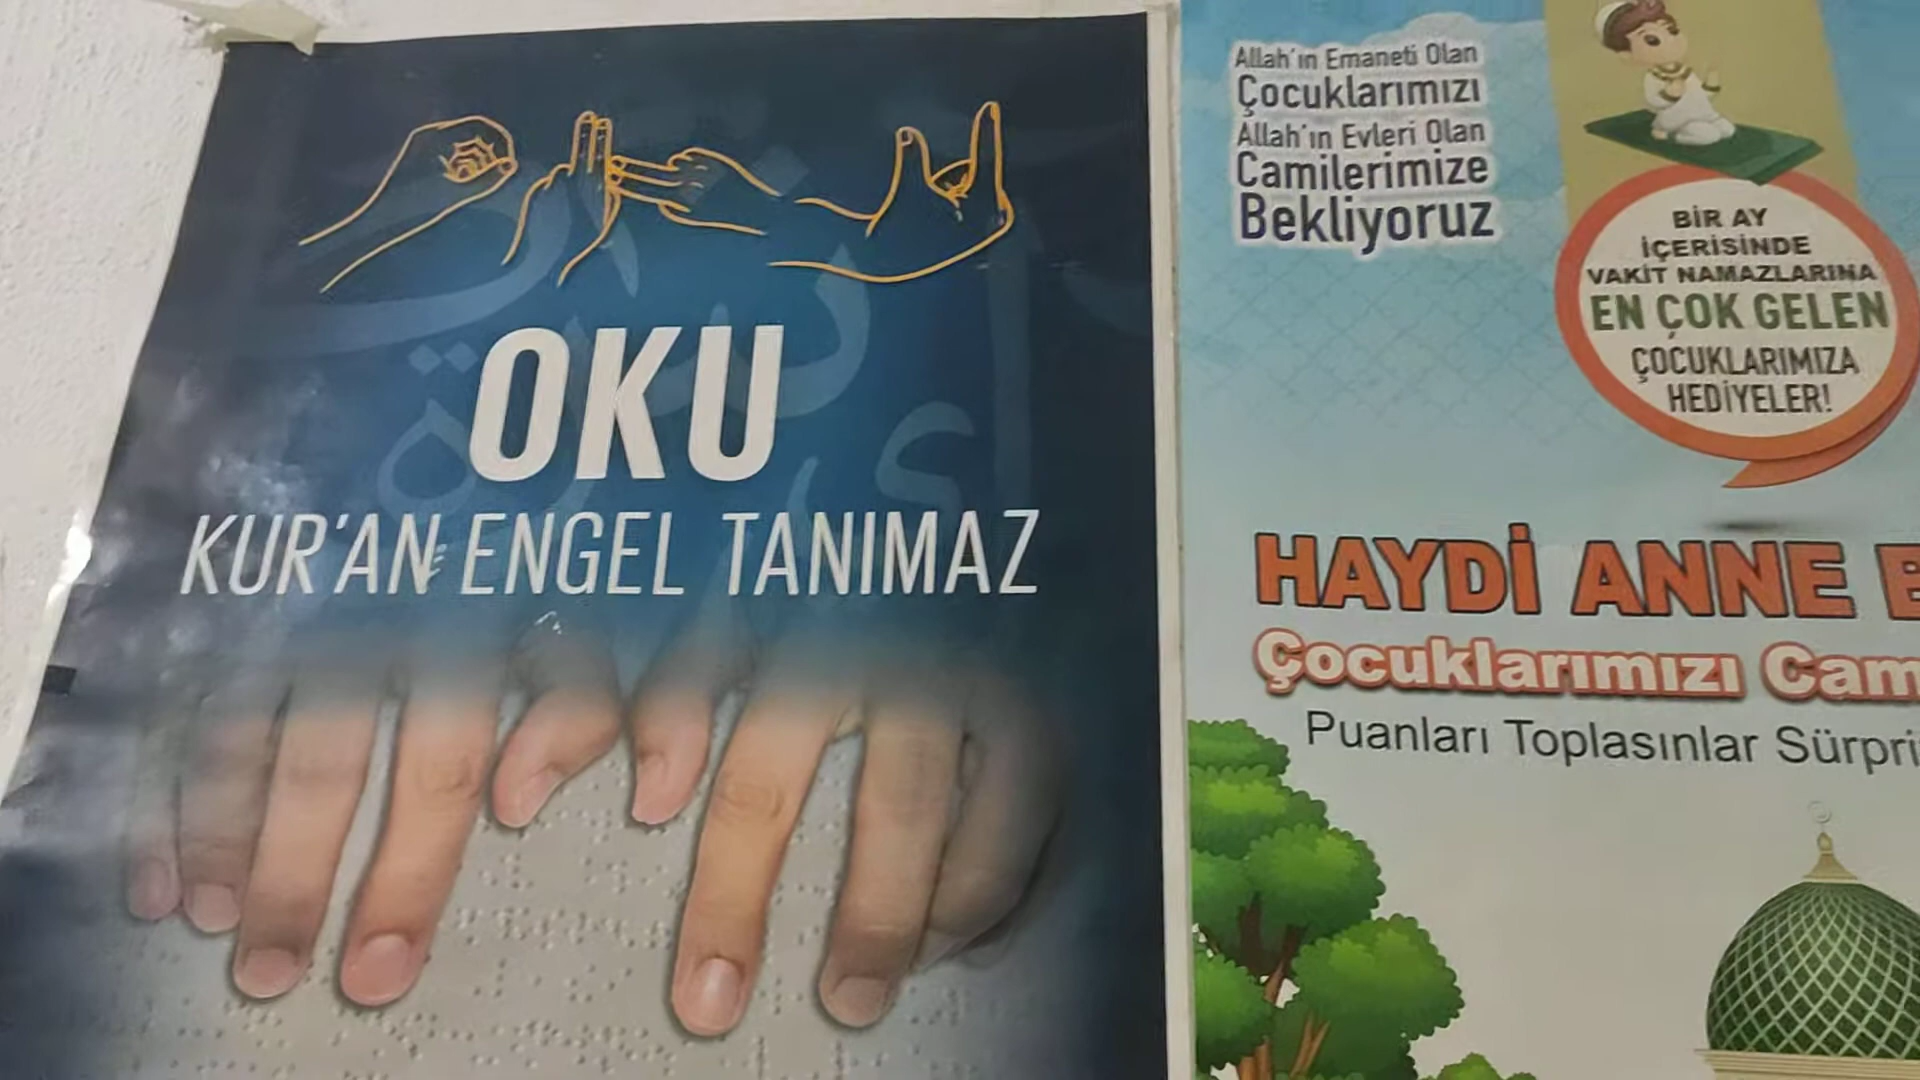 OKU
KUR'AN ENGEL TANIMAZ
Allah'ın Emaneti Olan
Çocuklarımızı
Allah'ın Evleri Olan
Camilerimize
Bekliyoruz
BİR AY
İÇERİSİNDE
VAKİT NAMAZLARINA
EN ÇOK GELEN
ÇOCUKLARIMIZA
HEDİYELER!
HAYDİ ANNE
Çocuklarımızı
Puanları Toplasınlar